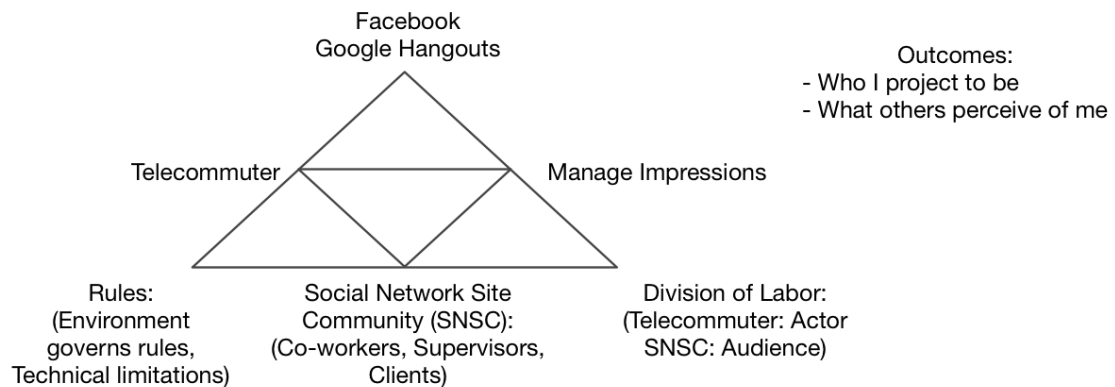 Facebook
Google Hangouts
Outcomes:
- Who I project to be
- What others perceive of me
Telecommuter
Manage Impressions
Rules:
(Environment
governs rules,
Technical limitations)
Social Network Site
Community (SNSC):
(Co-workers, Supervisors,
Clients)
Division of Labor:
(Telecommuter: Actor
SNSC: Audience)